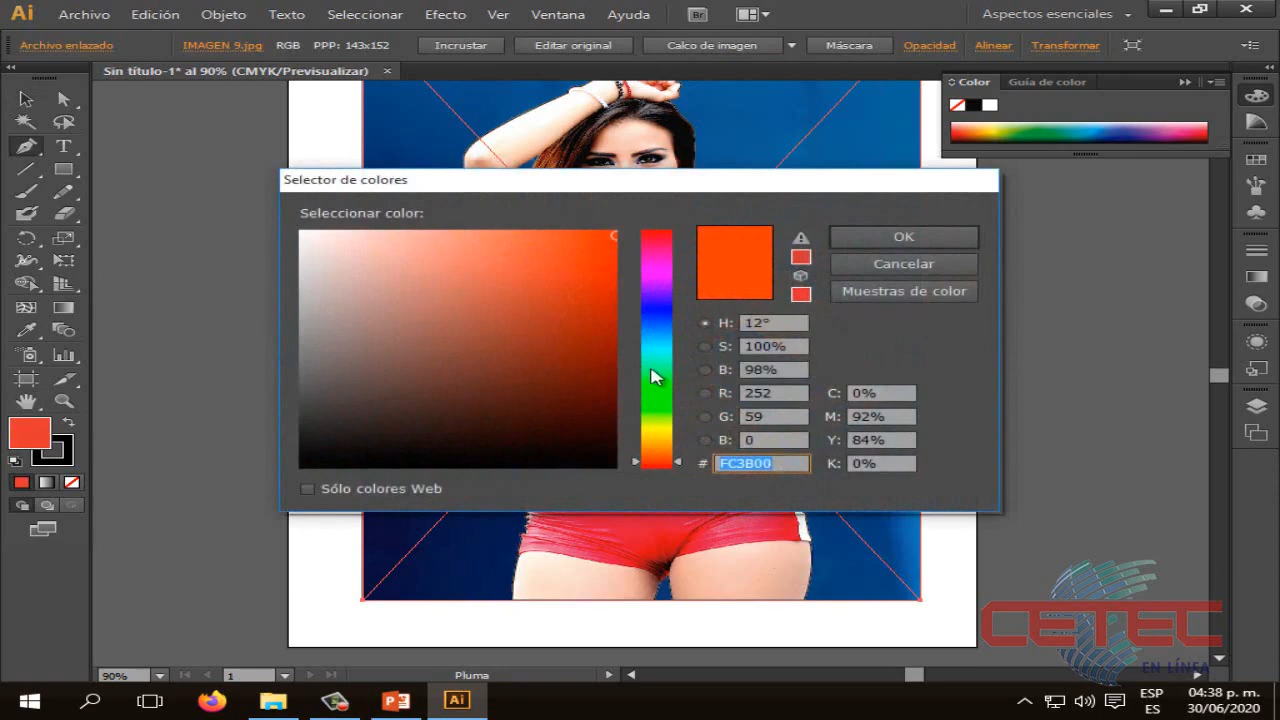 Ai Archivo Edición Objeto Texto Seleccionar Efecto Ver Ventana Ayuda Br Aspectos esenciales
Archivo enlazado IMAGEN 9.jpg RGB PPP: 143x152 Incrustar Editar original Calco de imagen Máscara Opacidad Alinear Transformar
Sin título-1* al 90% (CMYK/Previsualizar)
Color Guía de color
Selector de colores
Seleccionar color:
OK
Cancelar
Muestras de color
H: 12°
S: 100%
B: 98%
R: 252 C: 0%
G: 59 M: 92%
B: 0 Y: 84%
# FC3B00 K: 0%
Sólo colores Web
CETEC
EN LÍNEA
90% 1 Pluma
Ai
ESP
ES
04:38 p. m.
30/06/2020